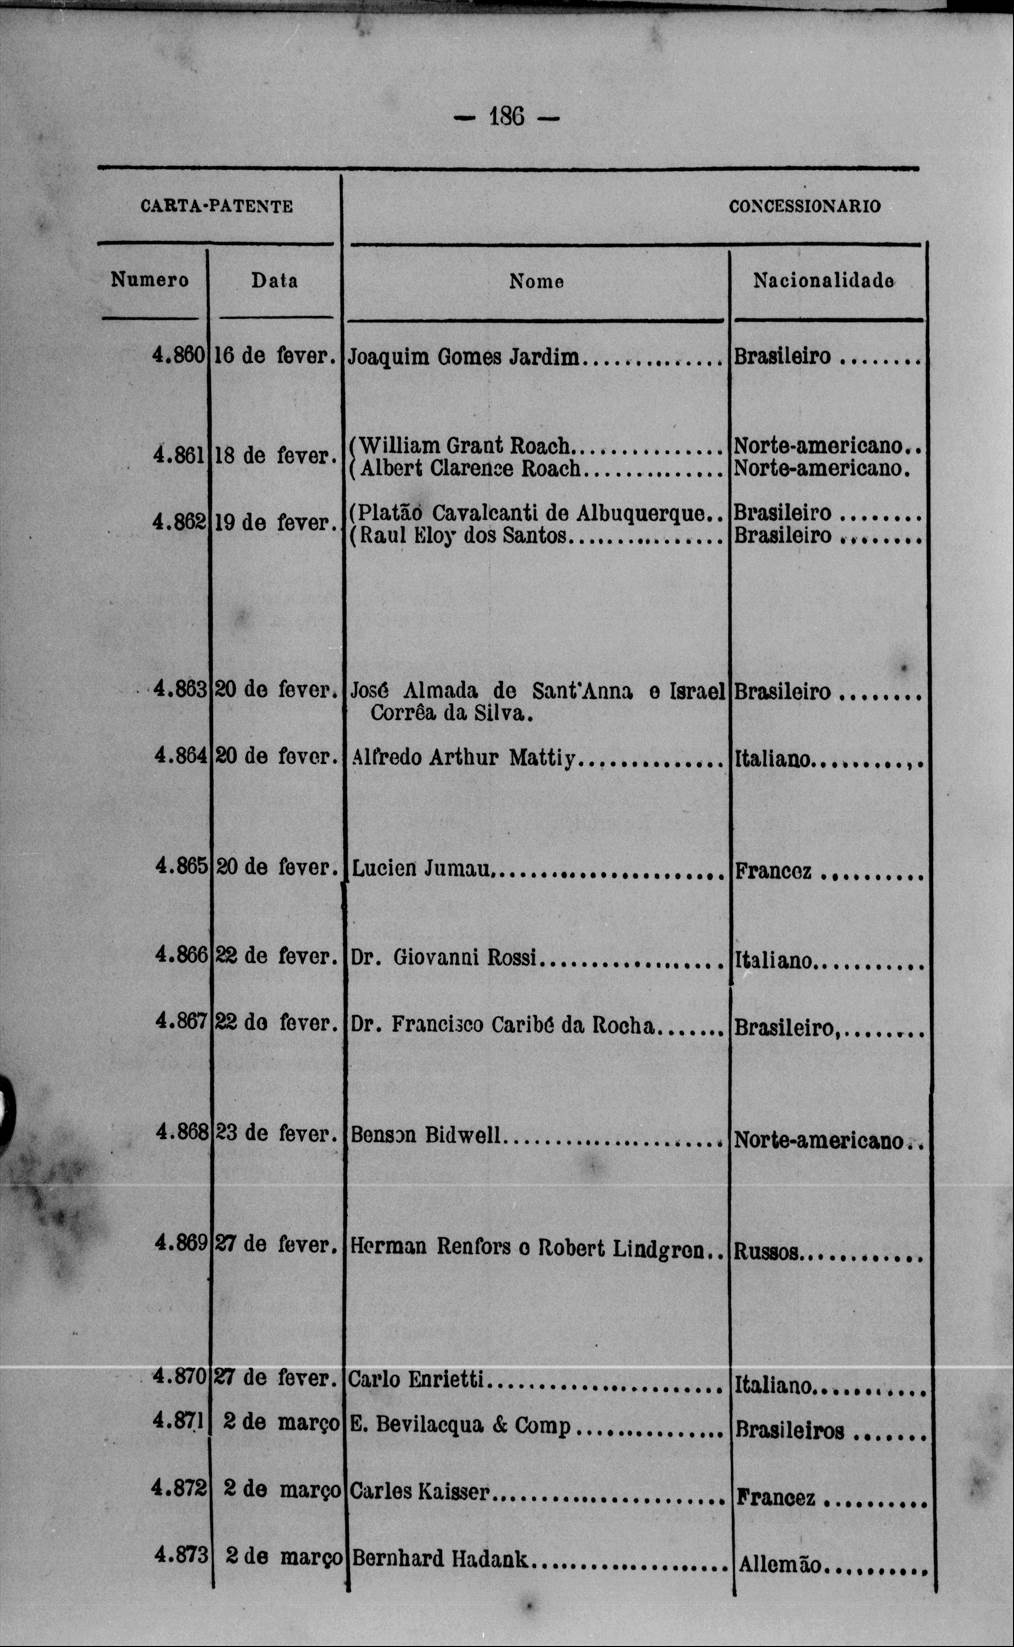 — 186 —
CARTA-PATENTE CONCESSIONARIO
Numero Data Nome Nacionalidade
4.860 16 de fever. Joaquim Gomes Jardim............... Brasileiro ........
4.861 18 de fever. (William Grant Roach............... Norte-americano..
(Albert Clarence Roach.............. Norte-americano.
4.862 19 de fever. (Platão Cavalcanti de Albuquerque.. Brasileiro ........
(Raul Eloy dos Santos................ Brasileiro ........
4.863 20 de fever. José Almada de Sant'Anna e Israel Brasileiro ........
Corrêa da Silva.
4.864 20 de fever. Alfredo Arthur Mattiy.............. Italiano...........
4.865 20 de fever. Lucien Jumau....................... Francez ..........
4.866 22 de fever. Dr. Giovanni Rossi.................. Italiano...........
4.867 22 de fever. Dr. Francisco Caribé da Rocha....... Brasileiro,........
4.868 23 de fever. Benson Bidwell...................... Norte-americano..
4.869 27 de fever. Herman Renfors e Robert Lindgren.. Russos............
4.870 27 de fever. Carlo Enrietti....................... Italiano...........
4.871 2 de março E. Bevilacqua & Comp ............... Brasileiros .......
4.872 2 de março Carles Kaisser....................... Francez ..........
4.873 2 de março Bernhard Hadank.................... Allemão..........